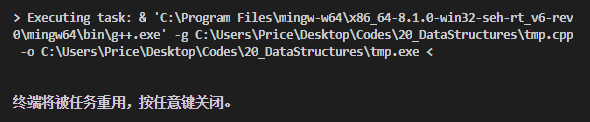 > Executing task: & 'C:\Program Files\mingw-w64\x86_64-8.1.0-win32-seh-rt_v6-rev
0\mingw64\bin\g++.exe' -g C:\Users\Price\Desktop\Codes\20_DataStructures\tmp.cpp
-o C:\Users\Price\Desktop\Codes\20_DataStructures\tmp.exe <
终端将被任务重用，按任意键关闭。